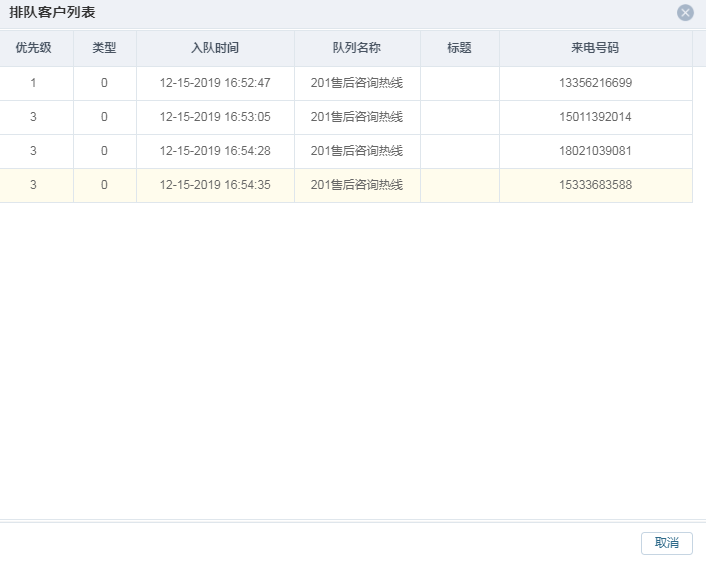 排队客户列表
优先级 类型 入队时间 队列名称 标题 来电号码
1 0 12-15-2019 16:52:47 201售后咨询热线 13356216699
3 0 12-15-2019 16:53:05 201售后咨询热线 15011392014
3 0 12-15-2019 16:54:28 201售后咨询热线 18021039081
3 0 12-15-2019 16:54:35 201售后咨询热线 15333683588
取消